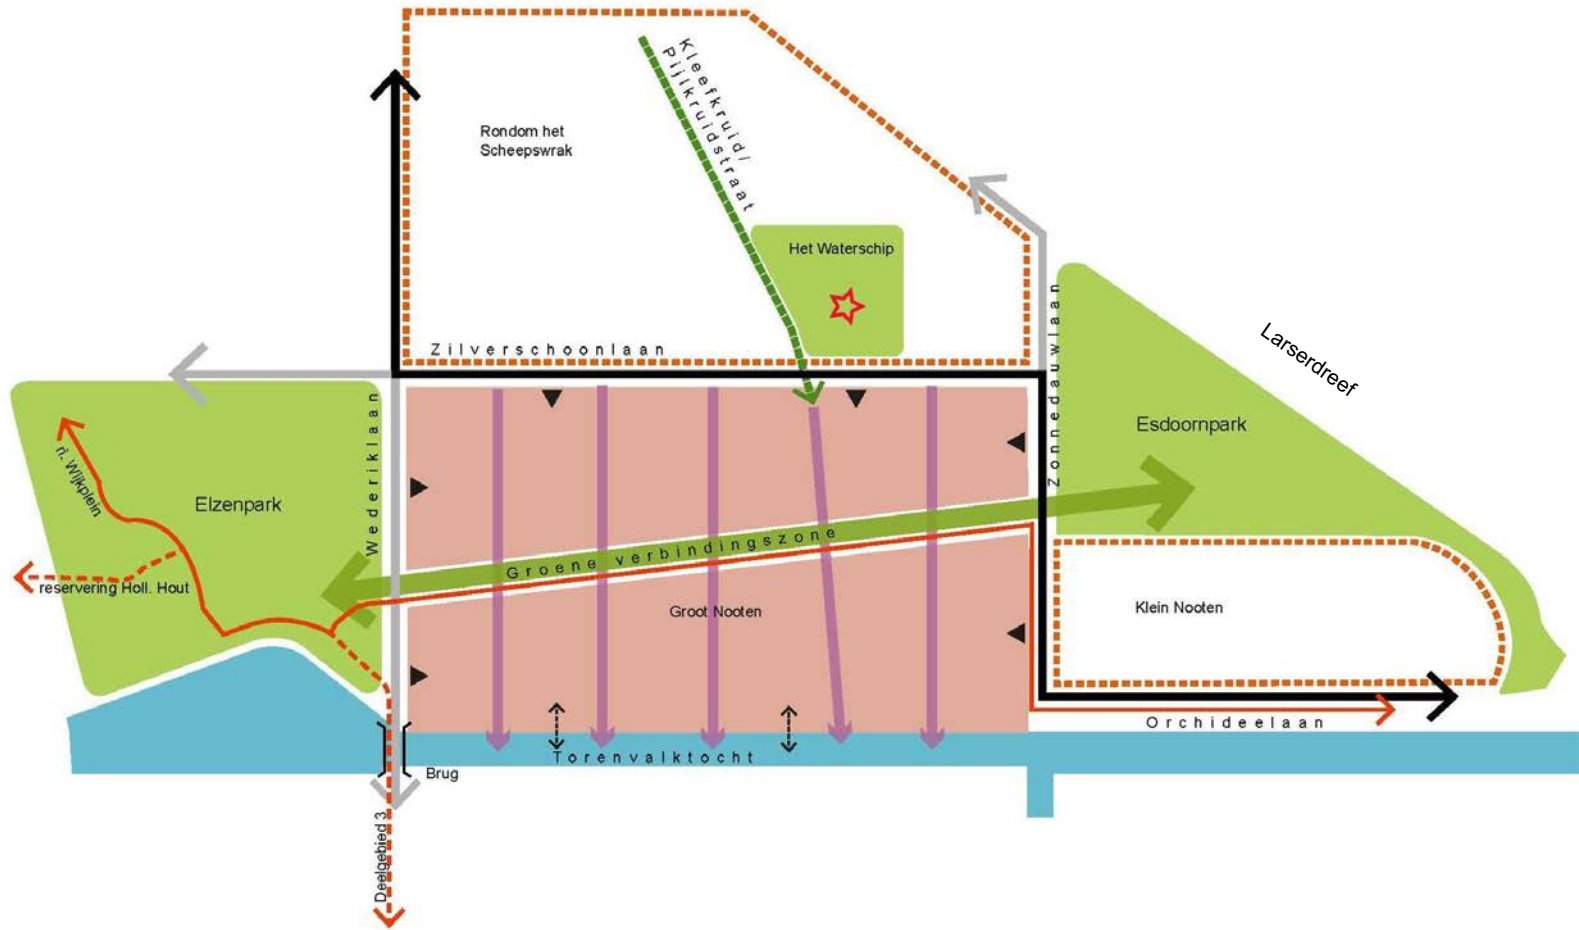 Kleefkruid/
Pijlkruidstraat
Rondom het
Scheepswrak
Het Waterschip
Zilverschoonlaan
Zonnedauwlaan
Larserdreef
Wederiklaan
Esdoornpark
ri. Wijkplein
Elzenpark
Groene verbindingszone
reservering Holl. Hout
Groot Nooten
Klein Nooten
Orchideelaan
Torenvalktocht
Brug
Deelgebied 3